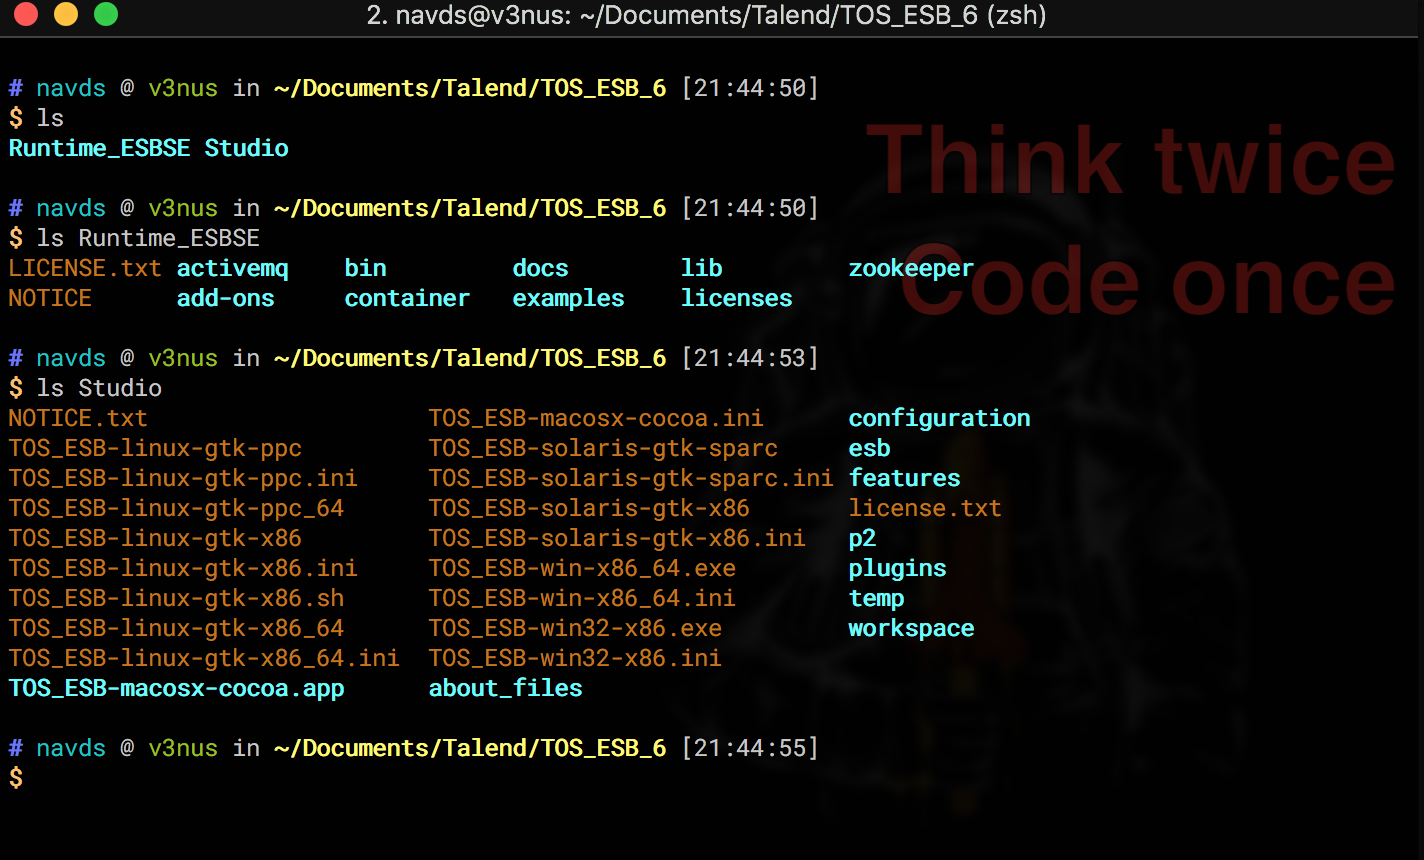 2. navds@v3nus: ~/Documents/Talend/TOS_ESB_6 (zsh)
# navds @ v3nus in ~/Documents/Talend/TOS_ESB_6 [21:44:50]
$ ls
Runtime_ESBSE Studio
Think twice
# navds @ v3nus in ~/Documents/Talend/TOS_ESB_6 [21:44:50]
$ ls Runtime_ESBSE
LICENSE.txt activemq bin docs lib zookeeper
NOTICE add-ons container examples licenses
Code once
# navds @ v3nus in ~/Documents/Talend/TOS_ESB_6 [21:44:53]
$ ls Studio
NOTICE.txt TOS_ESB-macosx-cocoa.ini configuration
TOS_ESB-linux-gtk-ppc TOS_ESB-solaris-gtk-sparc esb
TOS_ESB-linux-gtk-ppc.ini TOS_ESB-solaris-gtk-sparc.ini features
TOS_ESB-linux-gtk-ppc_64 TOS_ESB-solaris-gtk-x86 license.txt
TOS_ESB-linux-gtk-x86 TOS_ESB-solaris-gtk-x86.ini p2
TOS_ESB-linux-gtk-x86.ini TOS_ESB-win-x86_64.exe plugins
TOS_ESB-linux-gtk-x86.sh TOS_ESB-win-x86_64.ini temp
TOS_ESB-linux-gtk-x86_64 TOS_ESB-win32-x86.exe workspace
TOS_ESB-linux-gtk-x86_64.ini TOS_ESB-win32-x86.ini
TOS_ESB-macosx-cocoa.app about_files
# navds @ v3nus in ~/Documents/Talend/TOS_ESB_6 [21:44:55]
$